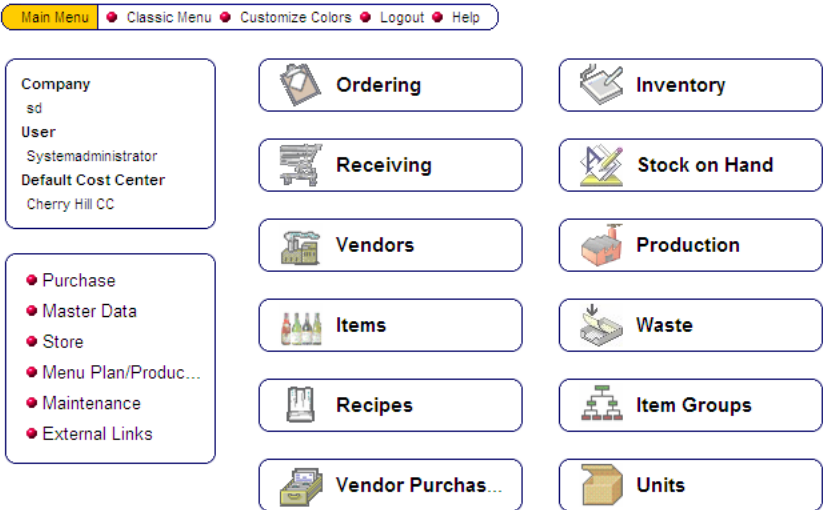 Main Menu Classic Menu Customize Colors Logout Help
Company
sd
User
Systemadministrator
Default Cost Center
Cherry Hill CC
Purchase
Master Data
Store
Menu Plan/Produc...
Maintenance
External Links
Ordering
Inventory
Receiving
Stock on Hand
Vendors
Production
Items
Waste
Recipes
Item Groups
Vendor Purchas...
Units